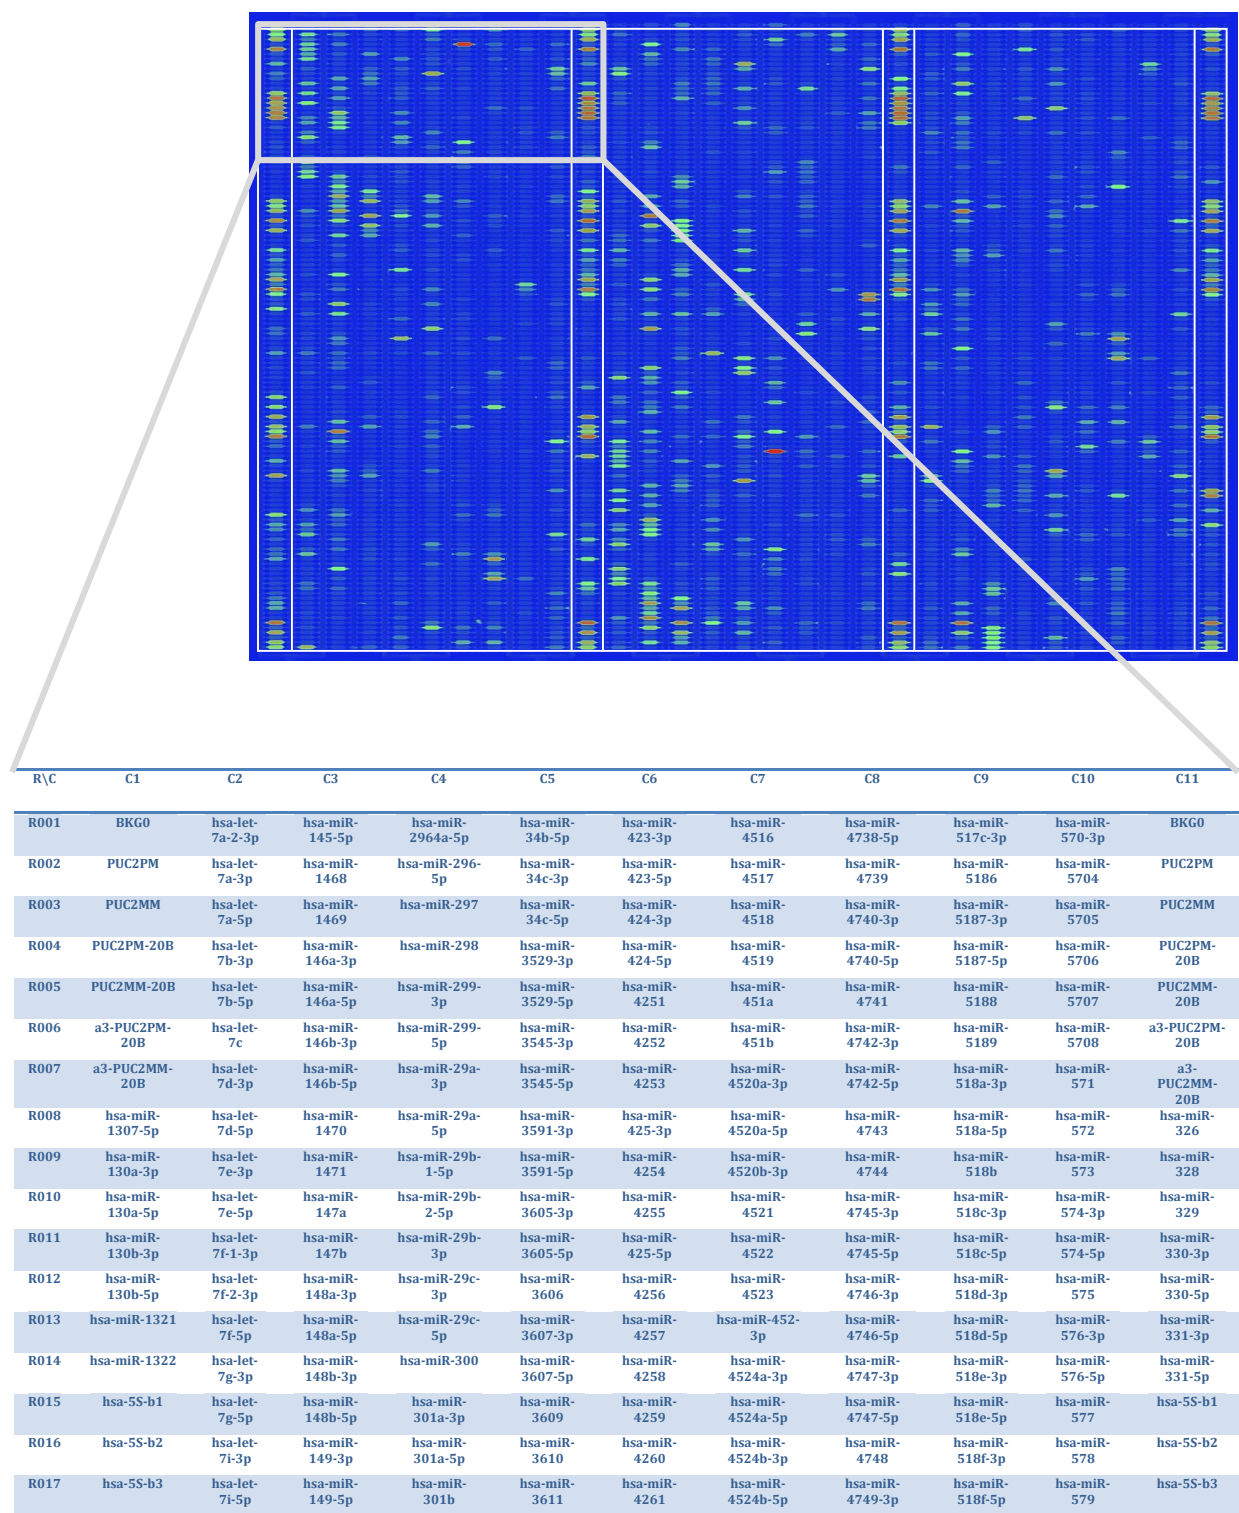 R\C C1 C2 C3 C4 C5 C6 C7 C8 C9 C10 C11
R001 BKG0 hsa-let- hsa-miR- hsa-miR- hsa-miR- hsa-miR- hsa-miR- hsa-miR- hsa-miR- hsa-miR- BKG0
7a-2-3p 145-5p 2964a-5p 34b-5p 423-3p 4516 4738-5p 517c-3p 570-3p
R002 PUC2PM hsa-let- hsa-miR- hsa-miR-296- hsa-miR- hsa-miR- hsa-miR- hsa-miR- hsa-miR- hsa-miR- PUC2PM
7a-3p 1468 5p 34c-3p 423-5p 4517 4739 5186 5704
R003 PUC2MM hsa-let- hsa-miR- hsa-miR-297 hsa-miR- hsa-miR- hsa-miR- hsa-miR- hsa-miR- hsa-miR- PUC2MM
7a-5p 1469 34c-5p 424-3p 4518 4740-3p 5187-3p 5705
R004 PUC2PM-20B hsa-let- hsa-miR- hsa-miR-298 hsa-miR- hsa-miR- hsa-miR- hsa-miR- hsa-miR- hsa-miR- PUC2PM-
7b-3p 146a-3p 3529-3p 424-5p 4519 4740-5p 5187-5p 5706 20B
R005 PUC2MM-20B hsa-let- hsa-miR- hsa-miR-299- hsa-miR- hsa-miR- hsa-miR- hsa-miR- hsa-miR- hsa-miR- PUC2MM-
7b-5p 146a-5p 3p 3529-5p 4251 451a 4741 5188 5707 20B
R006 a3-PUC2PM- hsa-let- hsa-miR- hsa-miR-299- hsa-miR- hsa-miR- hsa-miR- hsa-miR- hsa-miR- hsa-miR- a3-PUC2PM-
20B 7c 146b-3p 5p 3545-3p 4252 451b 4742-3p 5189 5708 20B
R007 a3-PUC2MM- hsa-let- hsa-miR- hsa-miR-29a- hsa-miR- hsa-miR- hsa-miR- hsa-miR- hsa-miR- hsa-miR- a3-
20B 7d-3p 146b-5p 3p 3545-5p 4253 4520a-3p 4742-5p 518a-3p 571 PUC2MM-
20B
R008 hsa-miR- hsa-let- hsa-miR- hsa-miR-29a- hsa-miR- hsa-miR- hsa-miR- hsa-miR- hsa-miR- hsa-miR- hsa-miR-
1307-5p 7d-5p 1470 5p 3591-3p 425-3p 4520a-5p 4743 518a-5p 572 326
R009 hsa-miR- hsa-let- hsa-miR- hsa-miR-29b- hsa-miR- hsa-miR- hsa-miR- hsa-miR- hsa-miR- hsa-miR- hsa-miR-
130a-3p 7e-3p 1471 1-5p 3591-5p 4254 4520b-3p 4744 518b 573 328
R010 hsa-miR- hsa-let- hsa-miR- hsa-miR-29b- hsa-miR- hsa-miR- hsa-miR- hsa-miR- hsa-miR- hsa-miR- hsa-miR-
130a-5p 7e-5p 147a 2-5p 3605-3p 4255 4521 4745-3p 518c-3p 574-3p 329
R011 hsa-miR- hsa-let- hsa-miR- hsa-miR-29b- hsa-miR- hsa-miR- hsa-miR- hsa-miR- hsa-miR- hsa-miR- hsa-miR-
130b-3p 7f-1-3p 147b 3p 3605-5p 425-5p 4522 4745-5p 518c-5p 574-5p 330-3p
R012 hsa-miR- hsa-let- hsa-miR- hsa-miR-29c- hsa-miR- hsa-miR- hsa-miR- hsa-miR- hsa-miR- hsa-miR- hsa-miR-
130b-5p 7f-2-3p 148a-3p 3p 3606 4256 4523 4746-3p 518d-3p 575 330-5p
R013 hsa-miR-1321 hsa-let- hsa-miR- hsa-miR-29c- hsa-miR- hsa-miR- hsa-miR-452- hsa-miR- hsa-miR- hsa-miR- hsa-miR-
7f-5p 148a-5p 5p 3607-3p 4257 3p 4746-5p 518d-5p 576-3p 331-3p
R014 hsa-miR-1322 hsa-let- hsa-miR- hsa-miR-300 hsa-miR- hsa-miR- hsa-miR- hsa-miR- hsa-miR- hsa-miR- hsa-miR-
7g-3p 148b-3p 3607-5p 4258 4524a-3p 4747-3p 518e-3p 576-5p 331-5p
R015 hsa-5S-b1 hsa-let- hsa-miR- hsa-miR- hsa-miR- hsa-miR- hsa-miR- hsa-miR- hsa-miR- hsa-miR- hsa-5S-b1
7g-5p 148b-5p 301a-3p 3609 4259 4524a-5p 4747-5p 518e-5p 577
R016 hsa-5S-b2 hsa-let- hsa-miR- hsa-miR- hsa-miR- hsa-miR- hsa-miR- hsa-miR- hsa-miR- hsa-miR- hsa-5S-b2
7i-3p 149-3p 301a-5p 3610 4260 4524b-3p 4748 518f-3p 578
R017 hsa-5S-b3 hsa-let- hsa-miR- hsa-miR- hsa-miR- hsa-miR- hsa-miR- hsa-miR- hsa-miR- hsa-miR- hsa-5S-b3
7i-5p 149-5p 301b 3611 4261 4524b-5p 4749-3p 518f-5p 579